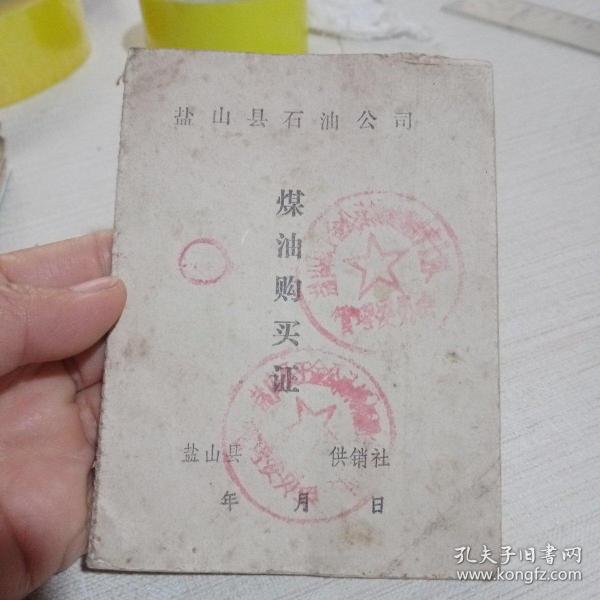 盐山县石油公司
煤油购买证
盐山县 供销社
年 月 日
孔夫子旧书网
www.kongfz.com